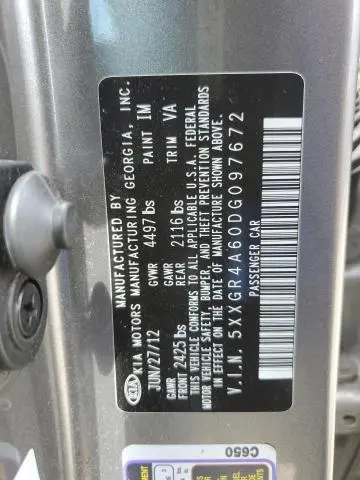 MANUFACTURED BY
KIA KIA MOTORS MANUFACTURING GEORGIA, INC.
JUN/27/12 GVWR 4497lbs PAINT IM
GAWR FRONT 2425lbs GAWR REAR 2116lbs TRIM VA
THIS VEHICLE CONFORMS TO ALL APPLICABLE U.S.A. FEDERAL
MOTOR VEHICLE SAFETY, BUMPER, AND THEFT PREVENTION STANDARDS
IN EFFECT ON THE DATE OF MANUFACTURE SHOWN ABOVE.
V.I.N. 5XXGR4A60DG097672
PASSENGER CAR
C650